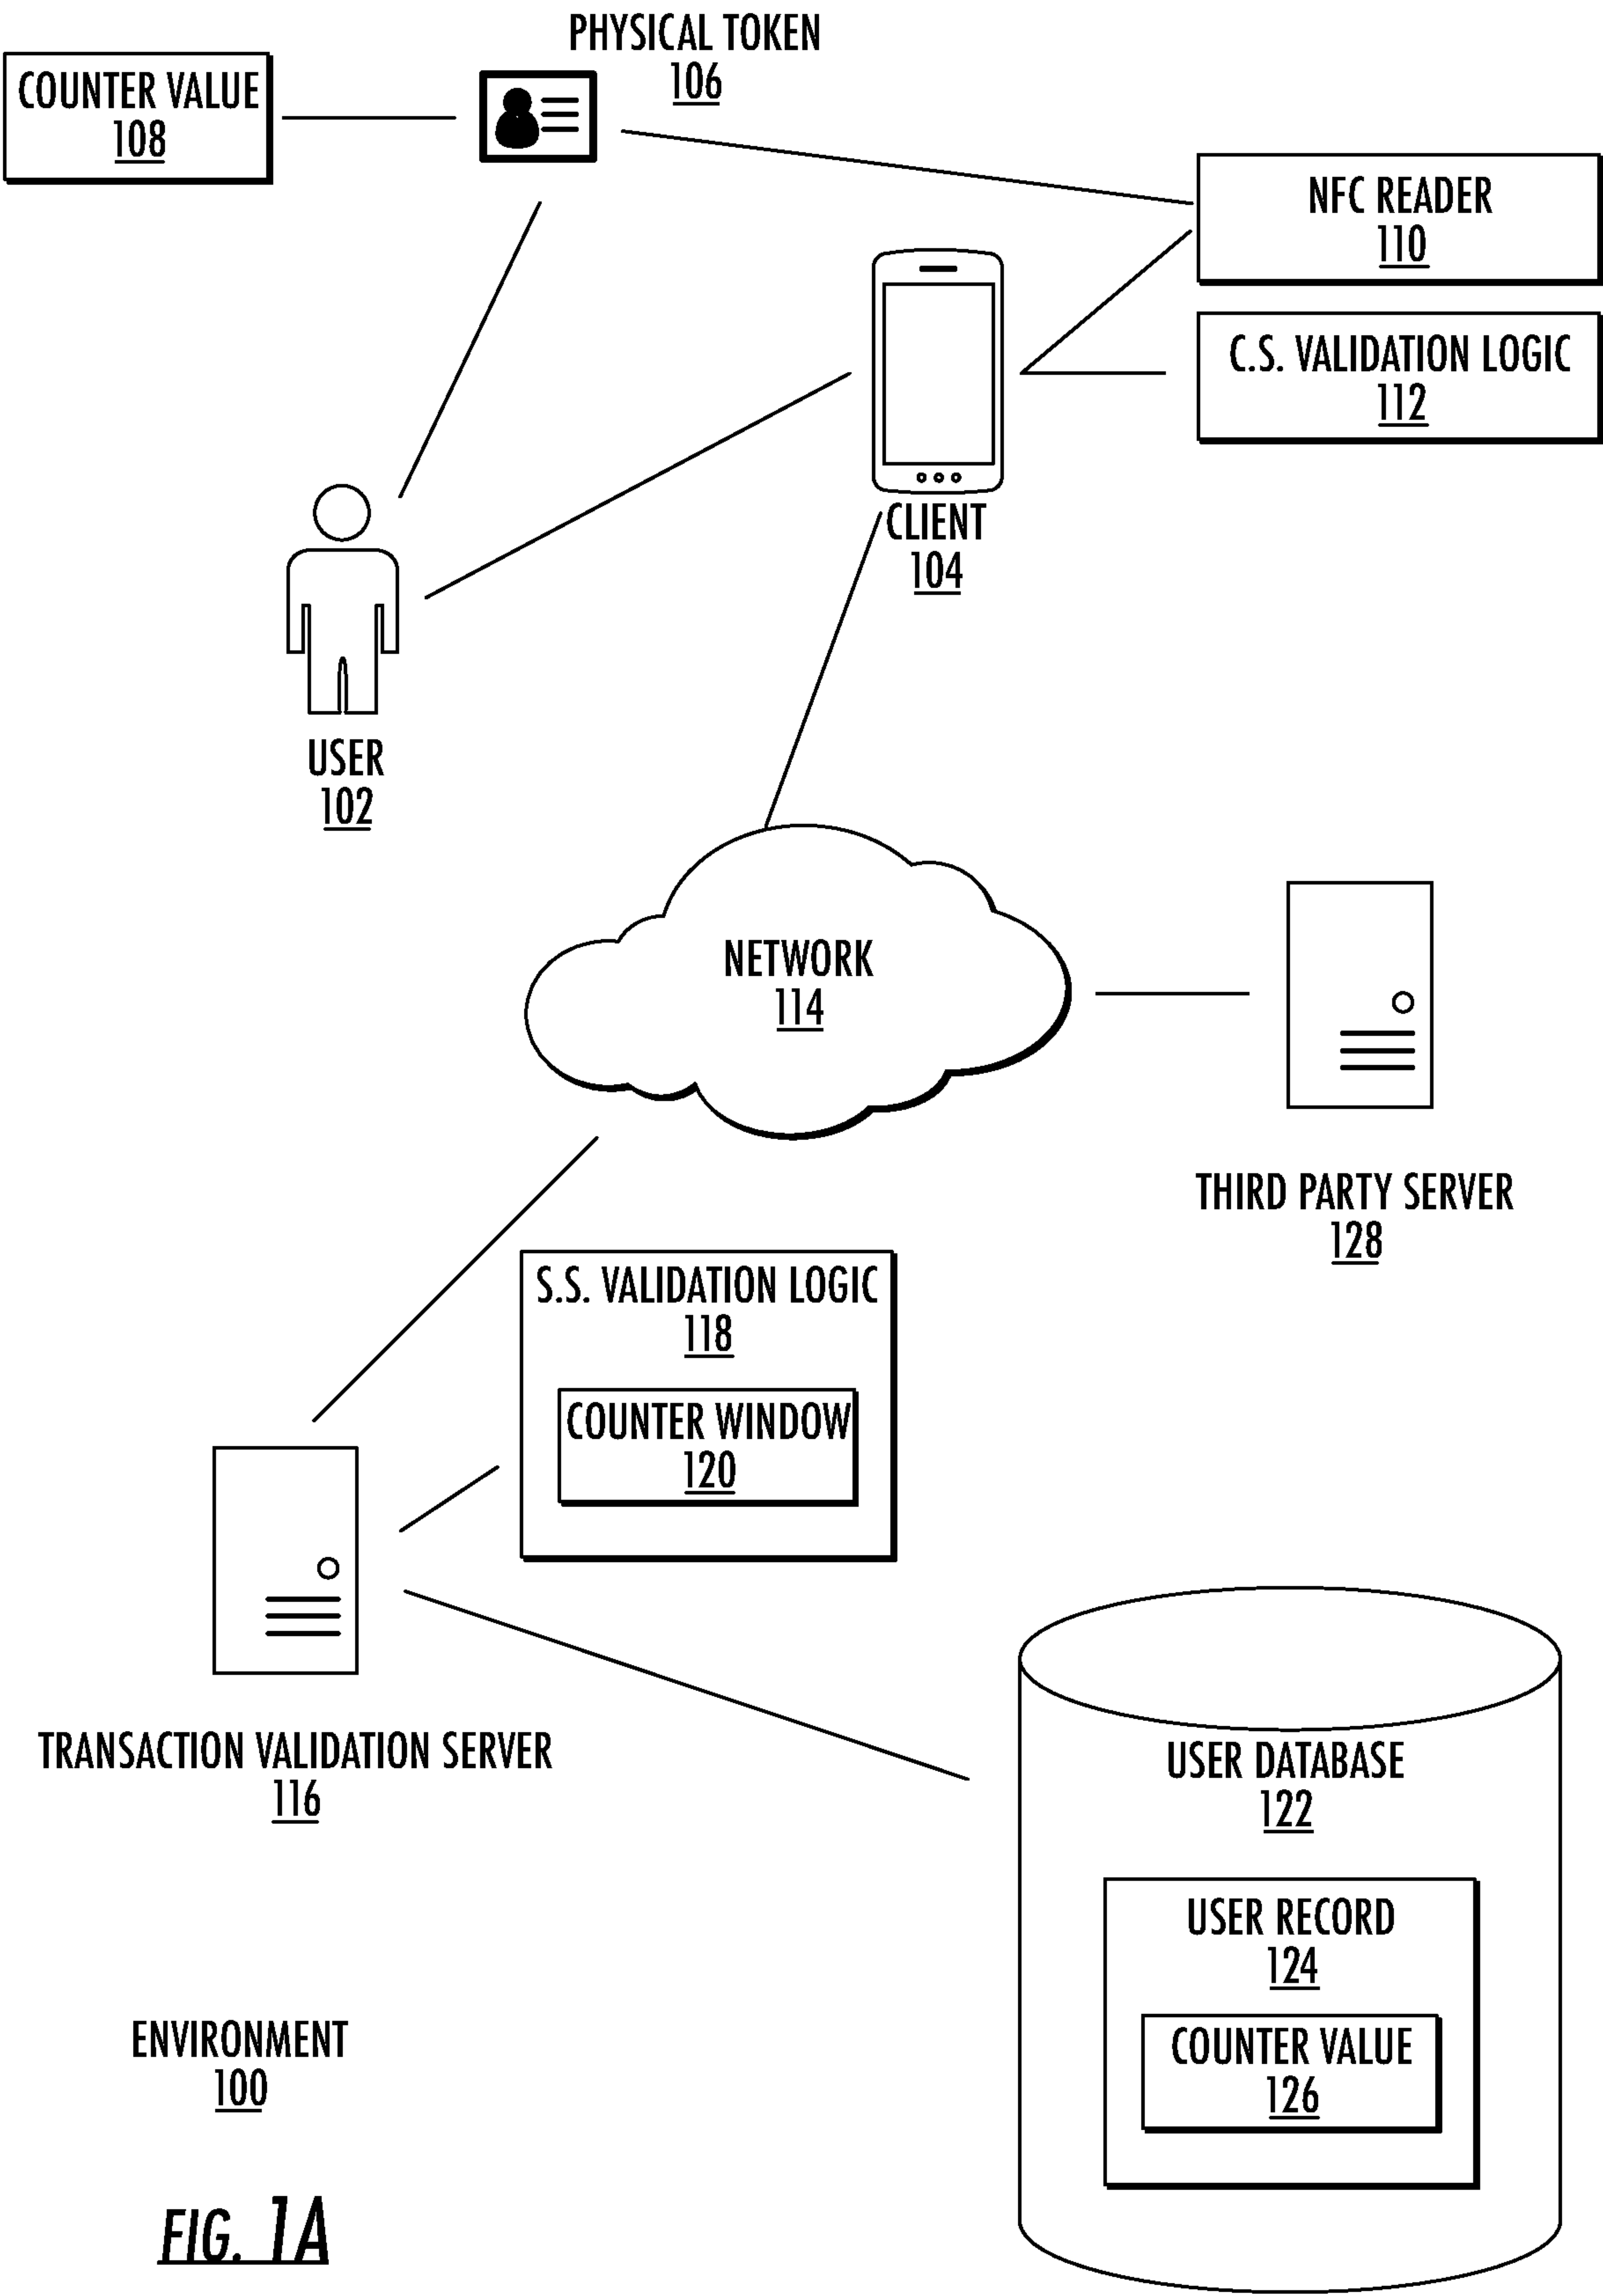 PHYSICAL TOKEN
106
COUNTER VALUE
108
NFC READER
110
C.S. VALIDATION LOGIC
112
CLIENT
104
USER
102
NETWORK
114
THIRD PARTY SERVER
128
S.S. VALIDATION LOGIC
118
COUNTER WINDOW
120
TRANSACTION VALIDATION SERVER
116
USER DATABASE
122
USER RECORD
124
COUNTER VALUE
126
ENVIRONMENT
100
FIG. 1A